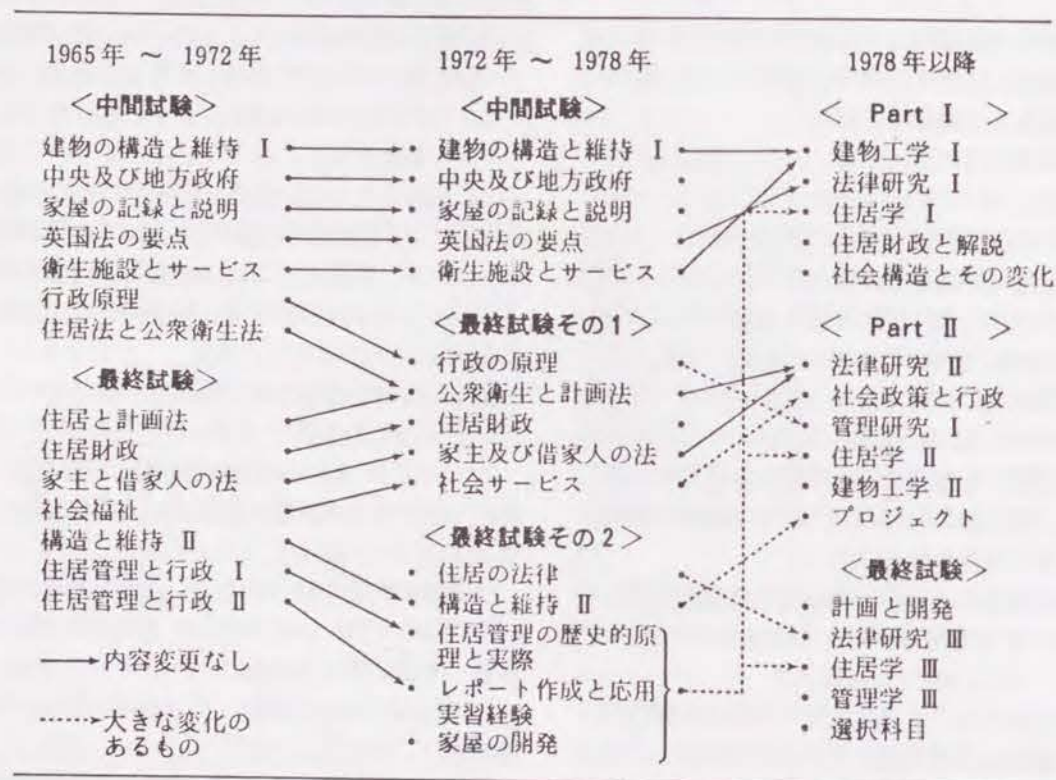 1965年 ～ 1972年
＜中間試験＞
建物の構造と維持 Ⅰ
中央及び地方政府
家屋の記録と説明
英国法の要点
衛生施設とサービス
行政原理
住居法と公衆衛生法
＜最終試験＞
住居と計画法
住居財政
家主と借家人の法
社会福祉
構造と維持 Ⅱ
住居管理と行政 Ⅰ
住居管理と行政 Ⅱ
内容変更なし
大きな変化の
あるもの
1972年 ～ 1978年
＜中間試験＞
建物の構造と維持 Ⅰ
中央及び地方政府
家屋の記録と説明
英国法の要点
衛生施設とサービス
＜最終試験その1＞
行政の原理
公衆衛生と計画法
住居財政
家主及び借家人の法
社会サービス
＜最終試験その2＞
住居の法律
構造と維持 Ⅱ
住居管理の歴史的原
理と実際
レポート作成と応用
実習経験
家屋の開発
1978年以降
＜ Part Ⅰ ＞
建物工学 Ⅰ
法律研究 Ⅰ
住居学 Ⅰ
住居財政と解説
社会構造とその変化
＜ Part Ⅱ ＞
法律研究 Ⅱ
社会政策と行政
管理研究 Ⅰ
住居学 Ⅱ
建物工学 Ⅱ
プロジェクト
＜最終試験＞
計画と開発
法律研究 Ⅲ
住居学 Ⅲ
管理学 Ⅲ
選択科目